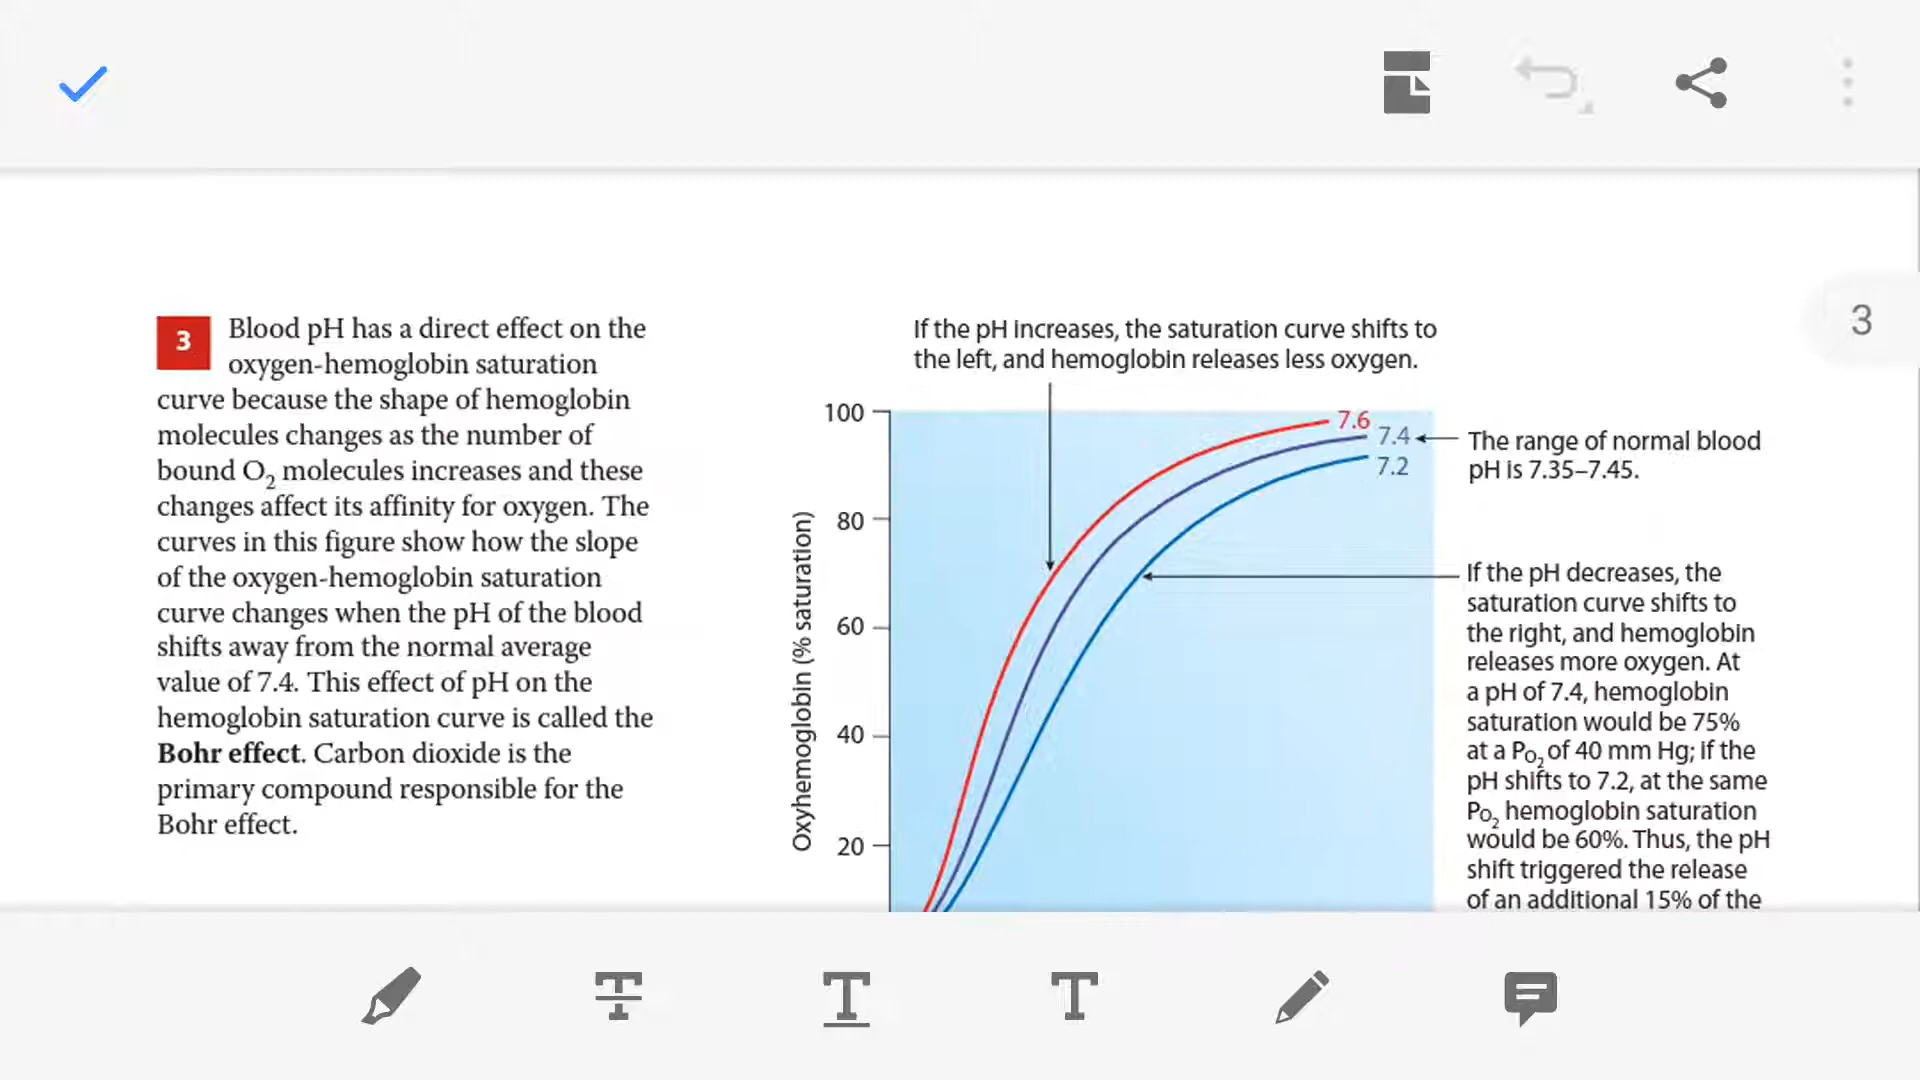 3
3 Blood pH has a direct effect on the
oxygen-hemoglobin saturation
curve because the shape of hemoglobin
molecules changes as the number of
bound O₂ molecules increases and these
changes affect its affinity for oxygen. The
curves in this figure show how the slope
of the oxygen-hemoglobin saturation
curve changes when the pH of the blood
shifts away from the normal average
value of 7.4. This effect of pH on the
hemoglobin saturation curve is called the
Bohr effect. Carbon dioxide is the
primary compound responsible for the
Bohr effect.
If the pH increases, the saturation curve shifts to
the left, and hemoglobin releases less oxygen.
Oxyhemoglobin (% saturation)
100
80
60
40
20
7.6
7.4
7.2
The range of normal blood
pH is 7.35–7.45.
If the pH decreases, the
saturation curve shifts to
the right, and hemoglobin
releases more oxygen. At
a pH of 7.4, hemoglobin
saturation would be 75%
at a PO₂ of 40 mm Hg; if the
pH shifts to 7.2, at the same
PO₂ hemoglobin saturation
would be 60%. Thus, the pH
shift triggered the release
of an additional 15% of the
T
T
T